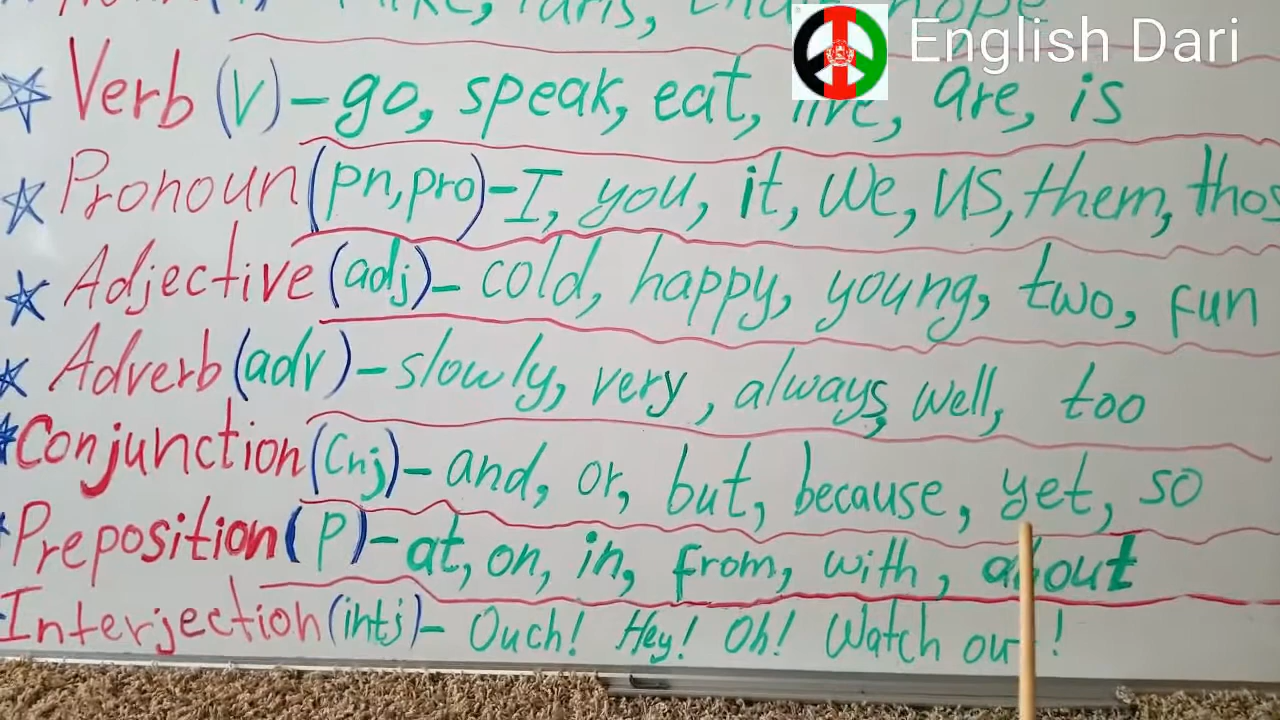 English Dari
Verb (v) - go, speak, eat, live, are, is
Pronoun (pn, pro) - I, you, it, We, US, them, thos
Adjective (adj) - cold, happy, young, two, fun
Adverb (adv) - slowly, very, always, well, too
Conjunction (Cnj) - and, or, but, because, yet, so
Preposition (P) - at, on, in, from, with, about
Interjection (intj) - Ouch! Hey! Oh! Watch out!